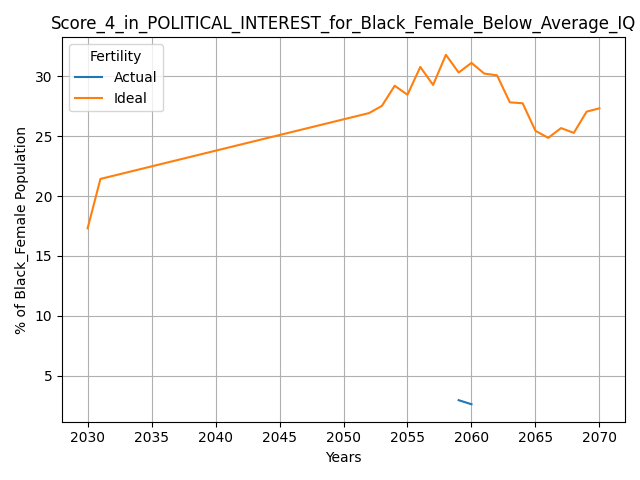 Score_4_in_POLITICAL_INTEREST_for_Black_Female_Below_Average_IQ
Fertility
Actual
Ideal
% of Black_Female Population
30
25
20
15
10
5
2030 2035 2040 2045 2050 2055 2060 2065 2070
Years